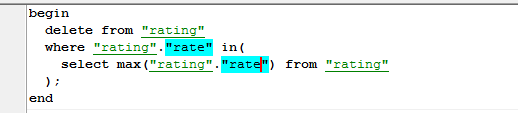 begin
delete from "rating"
where "rating"."rate" in(
select max("rating"."rate") from "rating"
);
end